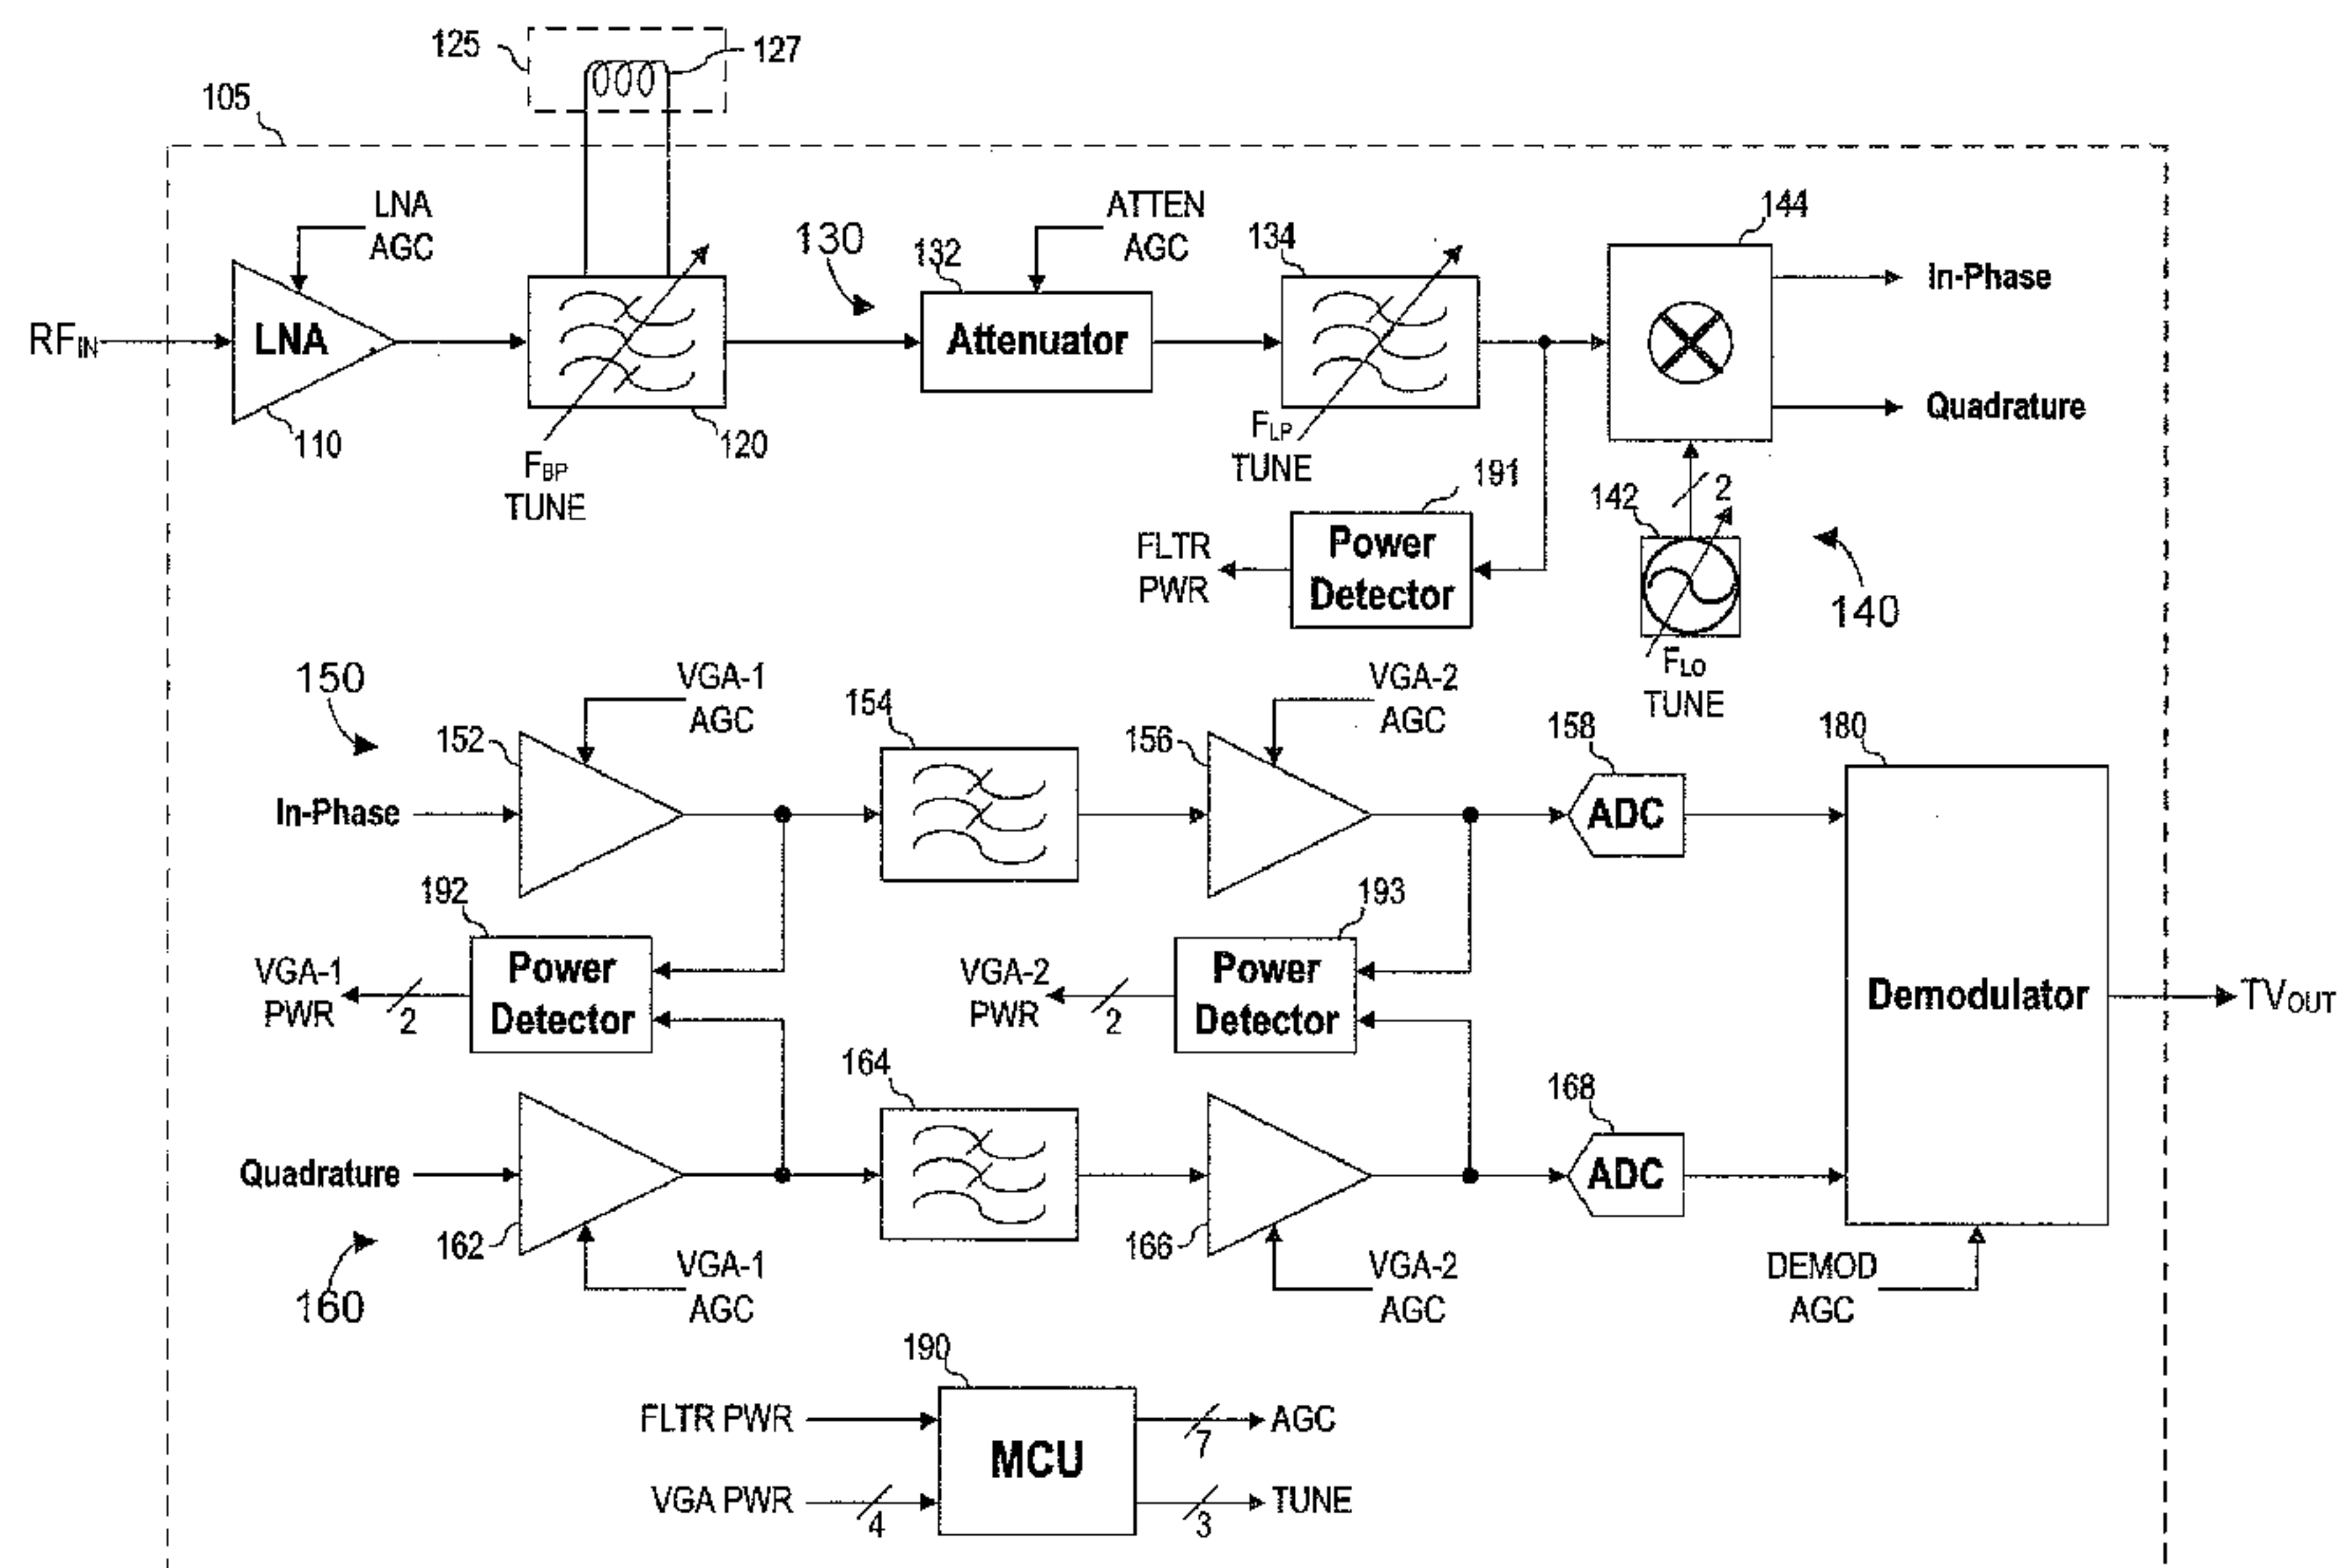 125
127
105
LNA
AGC
130
132
ATTEN
AGC
134
144
In-Phase
RFIN
LNA
Attenuator
Quadrature
110
FBP
TUNE
120
FLP
TUNE
191
142
2
FLTR
PWR
Power
Detector
140
FLO
TUNE
150
VGA-1
AGC
152
154
VGA-2
AGC
156
158
180
In-Phase
ADC
192
193
VGA-1
PWR
2
Power
Detector
VGA-2
PWR
2
Power
Detector
Demodulator
TVOUT
164
168
Quadrature
ADC
162
VGA-1
AGC
166
VGA-2
AGC
DEMOD
AGC
160
190
FLTR PWR
MCU
7
AGC
VGA PWR
4
3
TUNE